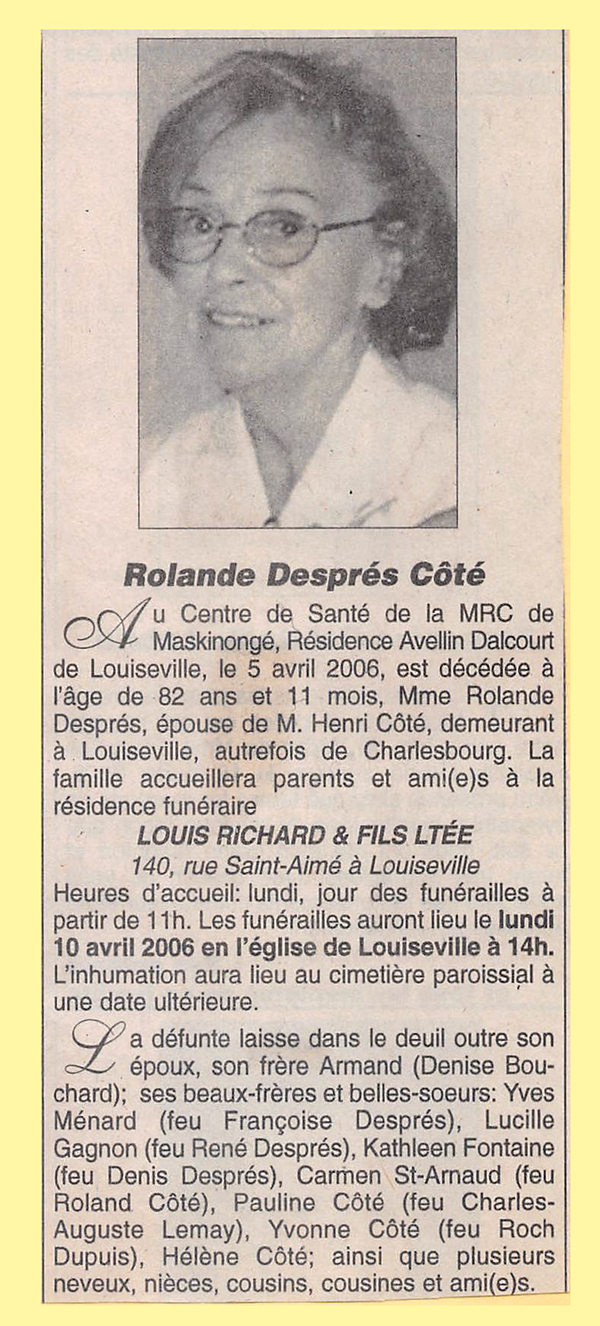 Rolande Després Côté
Au Centre de Santé de la MRC de
Maskinongé, Résidence Avellin Dalcourt
de Louiseville, le 5 avril 2006, est décédée à
l'âge de 82 ans et 11 mois, Mme Rolande
Després, épouse de M. Henri Côté, demeurant
à Louiseville, autrefois de Charlesbourg. La
famille accueillera parents et ami(e)s à la
résidence funéraire
LOUIS RICHARD & FILS LTÉE
140, rue Saint-Aimé à Louiseville
Heures d'accueil: lundi, jour des funérailles à
partir de 11h. Les funérailles auront lieu le lundi
10 avril 2006 en l'église de Louiseville à 14h.
L'inhumation aura lieu au cimetière paroissial à
une date ultérieure.
La défunte laisse dans le deuil outre son
époux, son frère Armand (Denise Bou-
chard); ses beaux-frères et belles-soeurs: Yves
Ménard (feu Françoise Després), Lucille
Gagnon (feu René Després), Kathleen Fontaine
(feu Denis Després), Carmen St-Arnaud (feu
Roland Côté), Pauline Côté (feu Charles-
Auguste Lemay), Yvonne Côté (feu Roch
Dupuis), Hélène Côté; ainsi que plusieurs
neveux, nièces, cousins, cousines et ami(e)s.